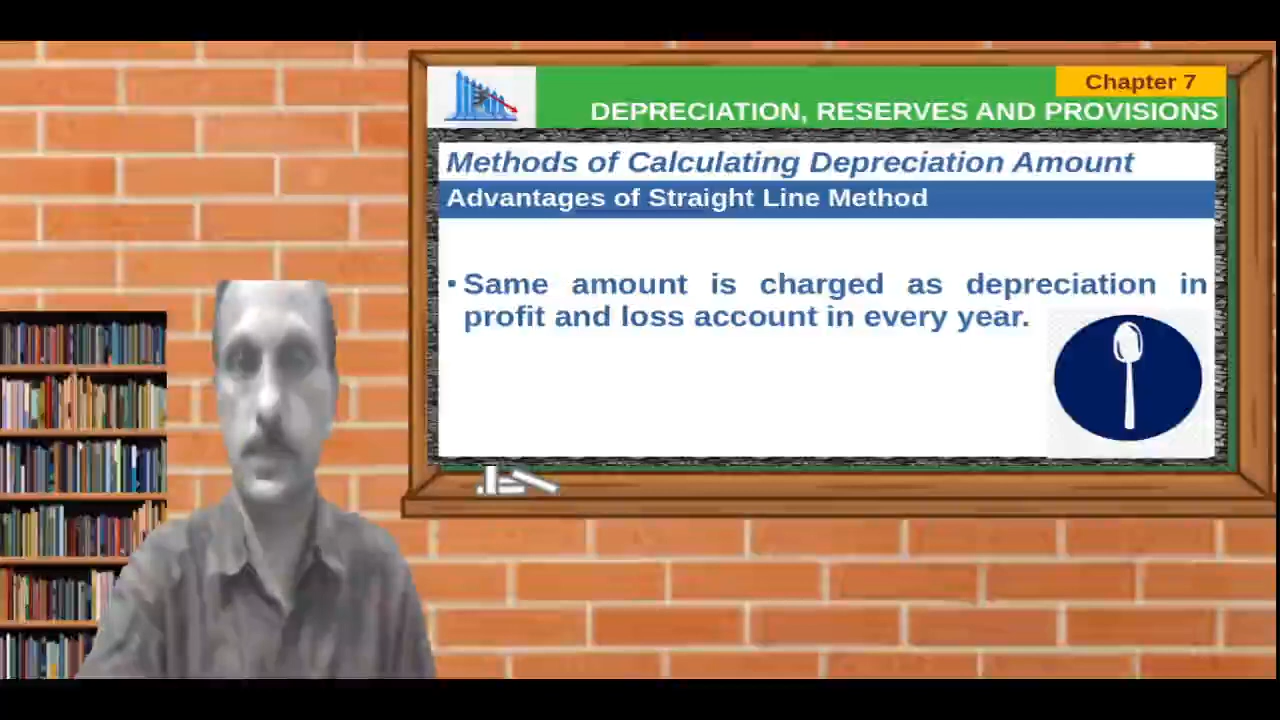 Chapter 7
DEPRECIATION, RESERVES AND PROVISIONS
Methods of Calculating Depreciation Amount
Advantages of Straight Line Method
• Same amount is charged as depreciation in
profit and loss account in every year.